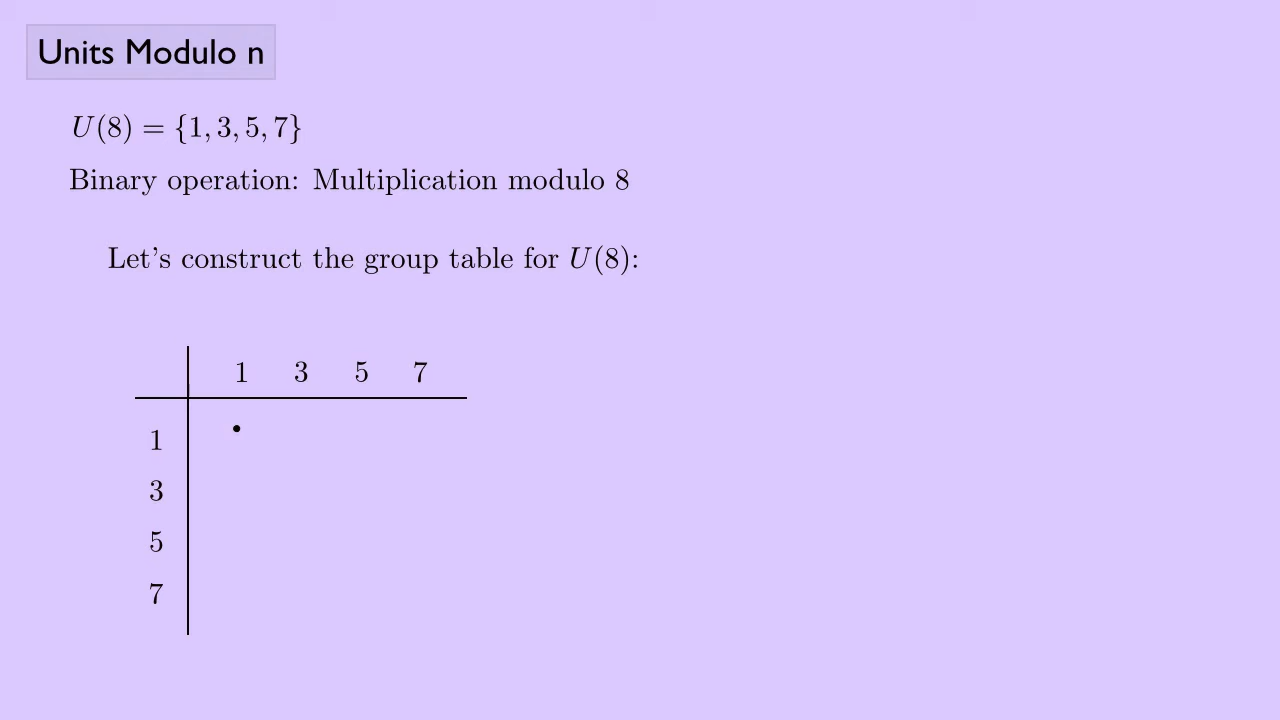 Units Modulo n
U(8) = {1, 3, 5, 7}
Binary operation: Multiplication modulo 8
Let's construct the group table for U(8):
1 3 5 7
1
3
5
7